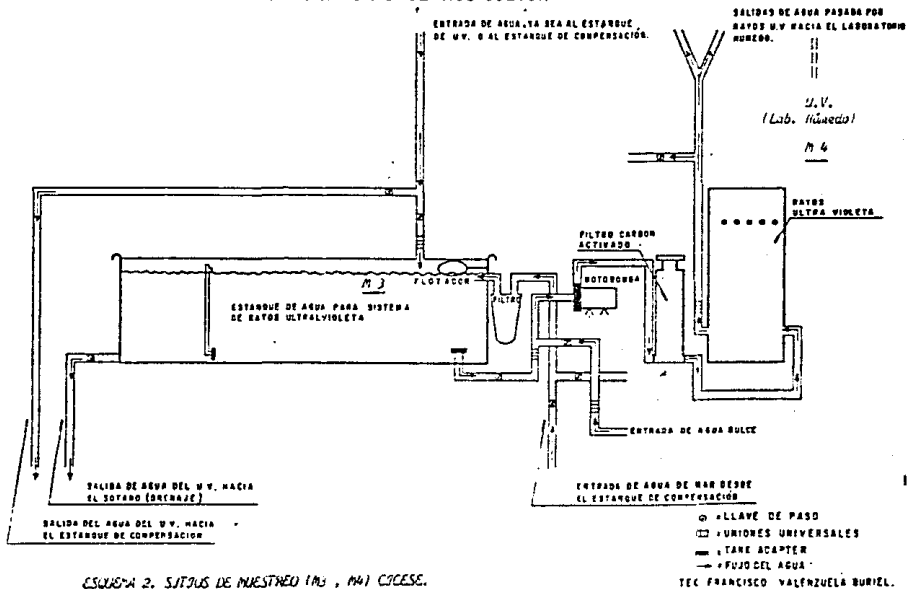 ENTRADA DE AGUA, YA SEA AL ESTANQUE
DE U.V. O AL ESTANQUE DE COMPENSACIÓN.
SALIDAS DE AGUA PASADA POR
RAYOS U.V HACIA EL LABORATORIO
HUMEDO.
U.V.
(Lab. Húmedo)
M 4
RAYOS
ULTRA VIOLETA
FILTRO CARBON
ACTIVADO
MOTOBOMBA
M 3
FLOTADOR
FILTRO
ESTANQUE DE AGUA PARA SISTEMA
DE RAYOS ULTRAVIOLETA
ENTRADA DE AGUA DULCE
SALIDA DE AGUA DEL U.V. HACIA
EL SOTANO (DRENAJE)
ENTRADA DE AGUA DE MAR DESDE
EL ESTANQUE DE COMPENSACIÓN
SALIDA DEL AGUA DEL U.V. HACIA
EL ESTANQUE DE COMPENSACION
= LLAVE DE PASO
= UNIONES UNIVERSALES
= TANK ADAPTER
= FUJO DEL AGUA
ESQUEMA 2. SITIOS DE MUESTREO (M3 , M4) CICESE.
TEC FRANCISCO VALENZUELA BURIEL.